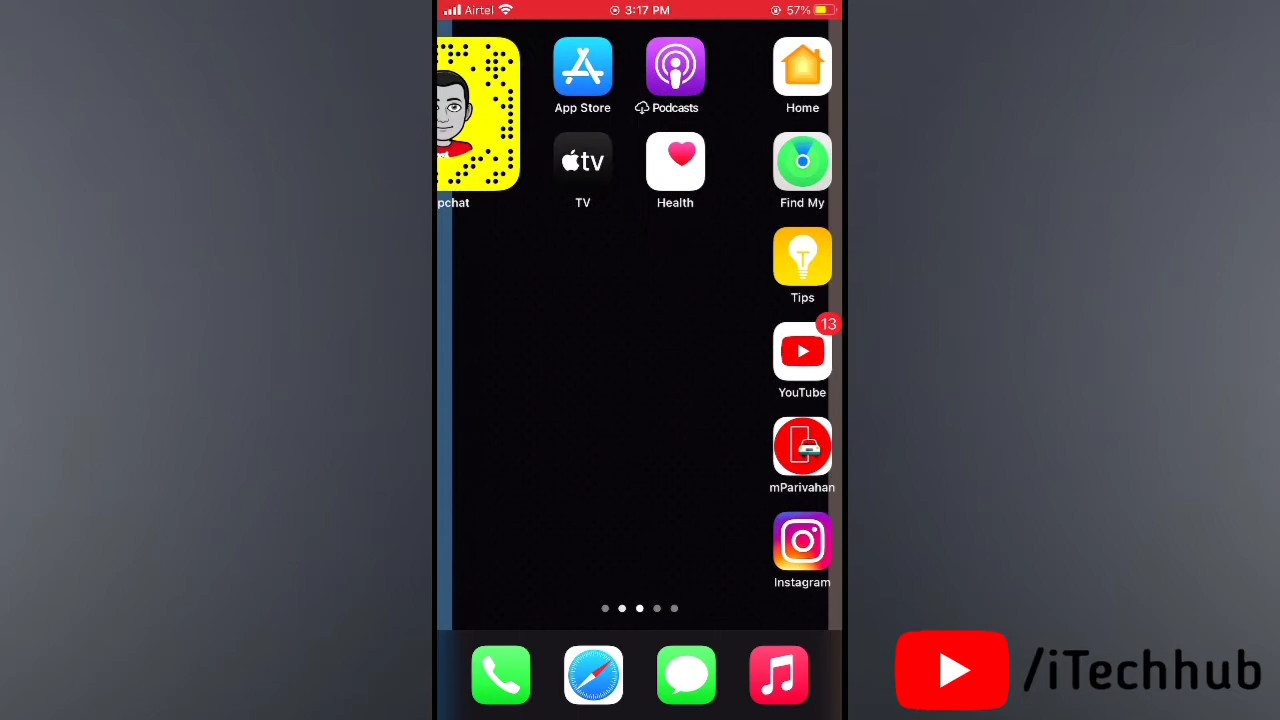 Airtel 3:17 PM 57%
pchat App Store Podcasts Home
tv
TV Health Find My
T
Tips
13
YouTube
mParivahan
Instagram
/iTechhub